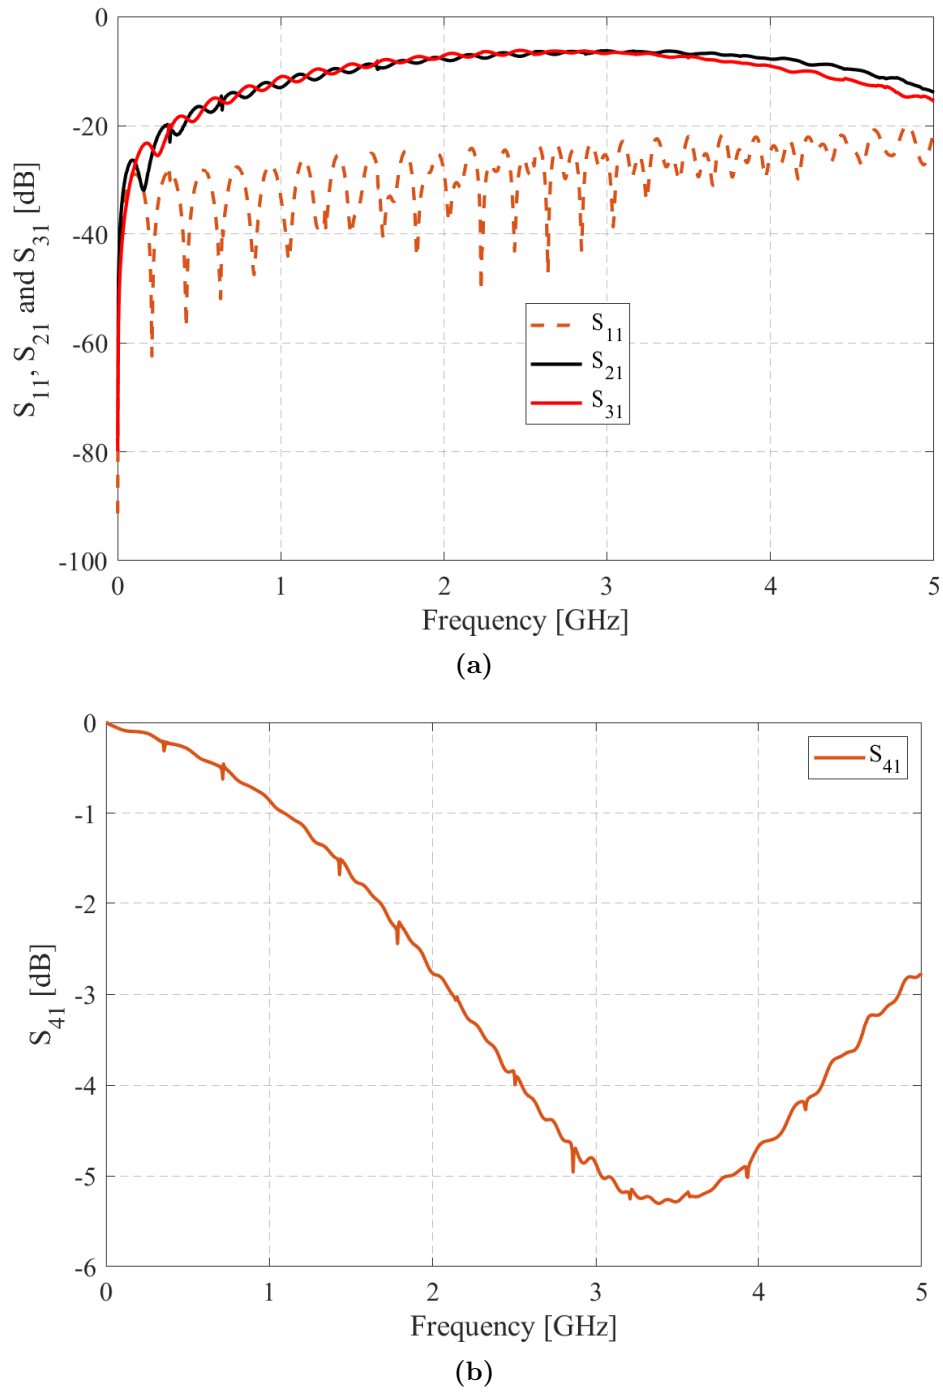 0
-20
-40
-60
-80
-100
S11, S21 and S31 [dB]
S11
S21
S31
0 1 2 3 4 5
Frequency [GHz]
(a)
0
-1
-2
-3
-4
-5
-6
S41 [dB]
S41
0 1 2 3 4 5
Frequency [GHz]
(b)